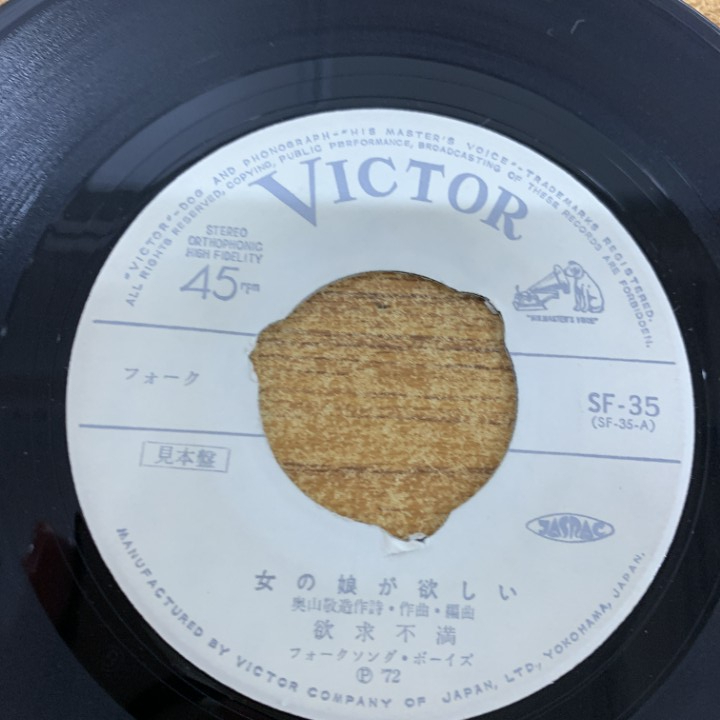 "VICTOR"-DOG AND PHONOGRAPH-"HIS MASTER'S VOICE"-TRADEMARKS REGISTERED.
ALL RIGHTS RESERVED, COPYING, PUBLIC PERFORMANCE, BROADCASTING OF THESE RECORDS ARE FORBIDDEN.
VICTOR
STEREO
ORTHOPHONIC
HIGH FIDELITY
45rpm
"HIS MASTER'S VOICE"
フォーク
SF-35
(SF-35-A)
見本盤
JASRAC
女の娘が欲しい
奥山敬造作詩・作曲・編曲
欲求不満
フォークソング・ボーイズ
Ⓟ '72
MANUFACTURED BY VICTOR COMPANY OF JAPAN, LTD., YOKOHAMA, JAPAN.